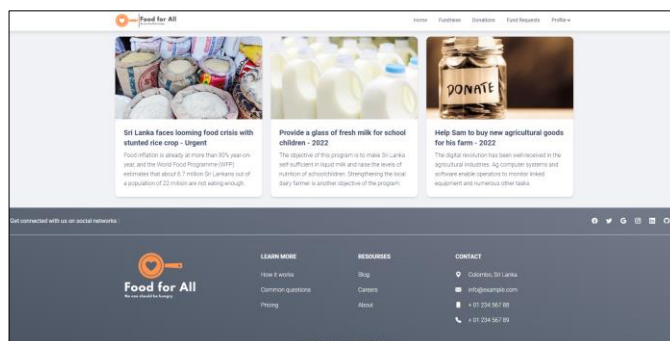 Food for All
Home Fundraise Donations Fund Requests Profile
DONATE
Sri Lanka faces looming food crisis with
stunted rice crop - Urgent
Food inflation is already at more than 90% year-on-
year, and the World Food Programme (WFP)
estimates that about 6.7 million Sri Lankans out of
a population of 22 million are not eating enough.
Provide a glass of fresh milk for school
children - 2022
The objective of this program is to make Sri Lanka
self-sufficient in liquid milk and raise the levels of
nutrition of schoolchildren. Strengthening the local
dairy farmer is another objective of the program.
Help Sam to buy new agricultural goods
for his farm - 2022
The digital revolution has been well-received in the
agricultural industries. Ag computer systems and
software enable operators to monitor linked
equipment and numerous other tasks.
Get connected with us on social networks :
Food for All
No one should be hungry
LEARN MORE
How it works
Common questions
Pricing
RESOURSES
Blog
Careers
About
CONTACT
Colombo, Sri Lanka
info@example.com
+ 01 234 567 88
+ 01 234 567 89